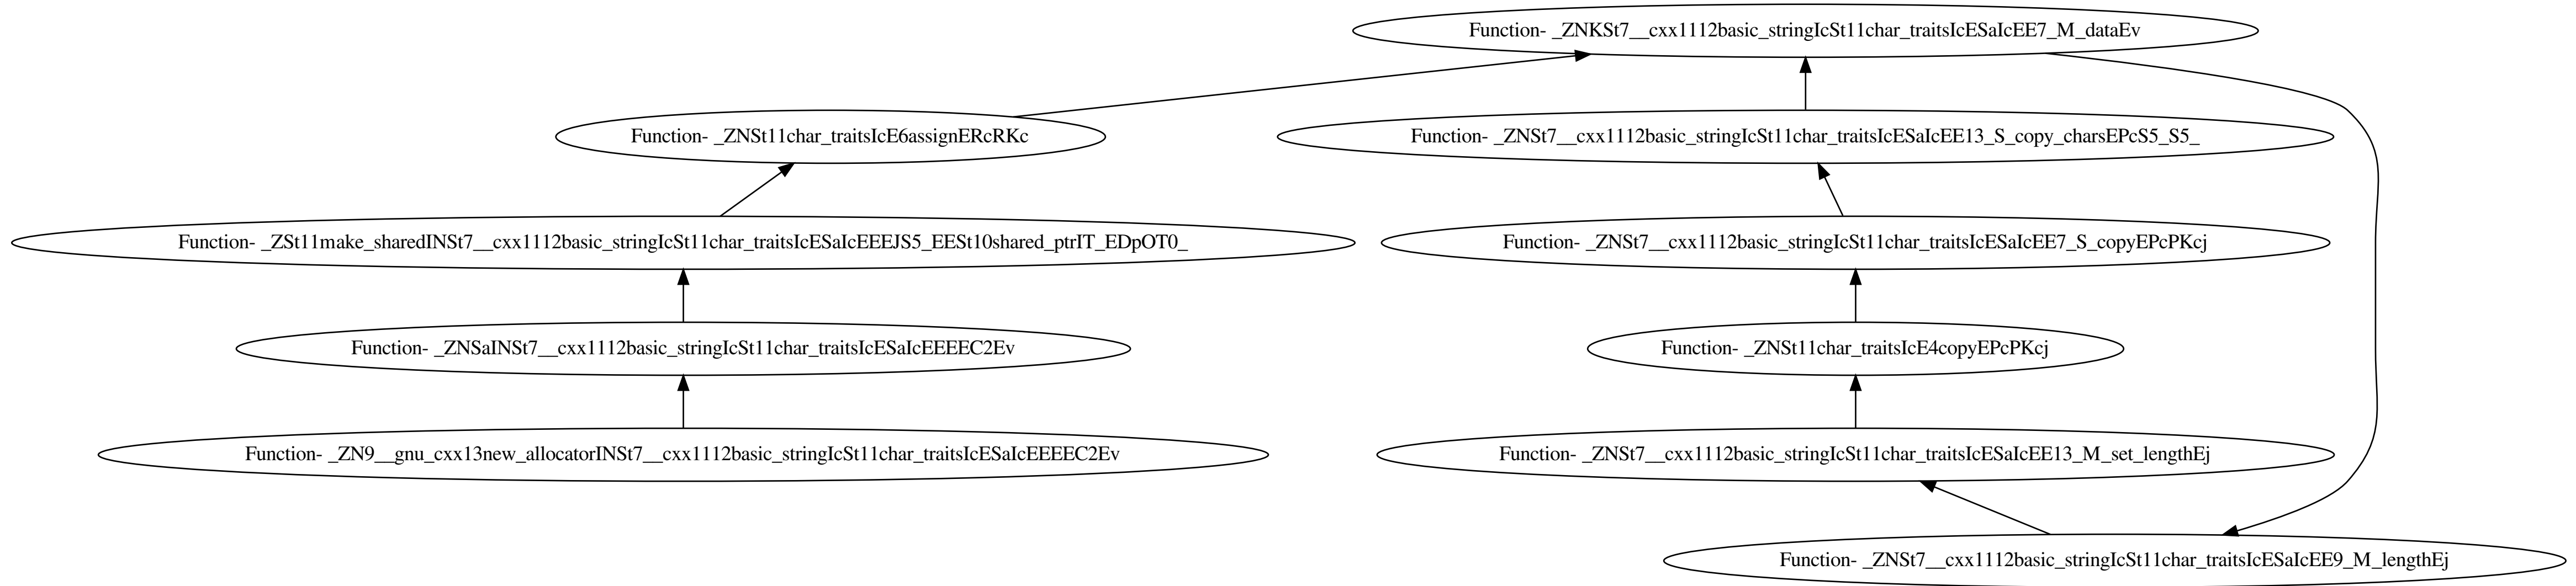 Function- _ZNKSt7__cxx1112basic_stringIcSt11char_traitsIcESaIcEE7_M_dataEv
Function- _ZNSt11char_traitsIcE6assignERcRKc
Function- _ZNSt7__cxx1112basic_stringIcSt11char_traitsIcESaIcEE13_S_copy_charsEPcS5_S5_
Function- _ZSt11make_sharedINSt7__cxx1112basic_stringIcSt11char_traitsIcESaIcEEEJS5_EESt10shared_ptrIT_EDpOT0_
Function- _ZNSt7__cxx1112basic_stringIcSt11char_traitsIcESaIcEE7_S_copyEPcPKcj
Function- _ZNSaINSt7__cxx1112basic_stringIcSt11char_traitsIcESaIcEEEEC2Ev
Function- _ZNSt11char_traitsIcE4copyEPcPKcj
Function- _ZN9__gnu_cxx13new_allocatorINSt7__cxx1112basic_stringIcSt11char_traitsIcESaIcEEEEC2Ev
Function- _ZNSt7__cxx1112basic_stringIcSt11char_traitsIcESaIcEE13_M_set_lengthEj
Function- _ZNSt7__cxx1112basic_stringIcSt11char_traitsIcESaIcEE9_M_lengthEj